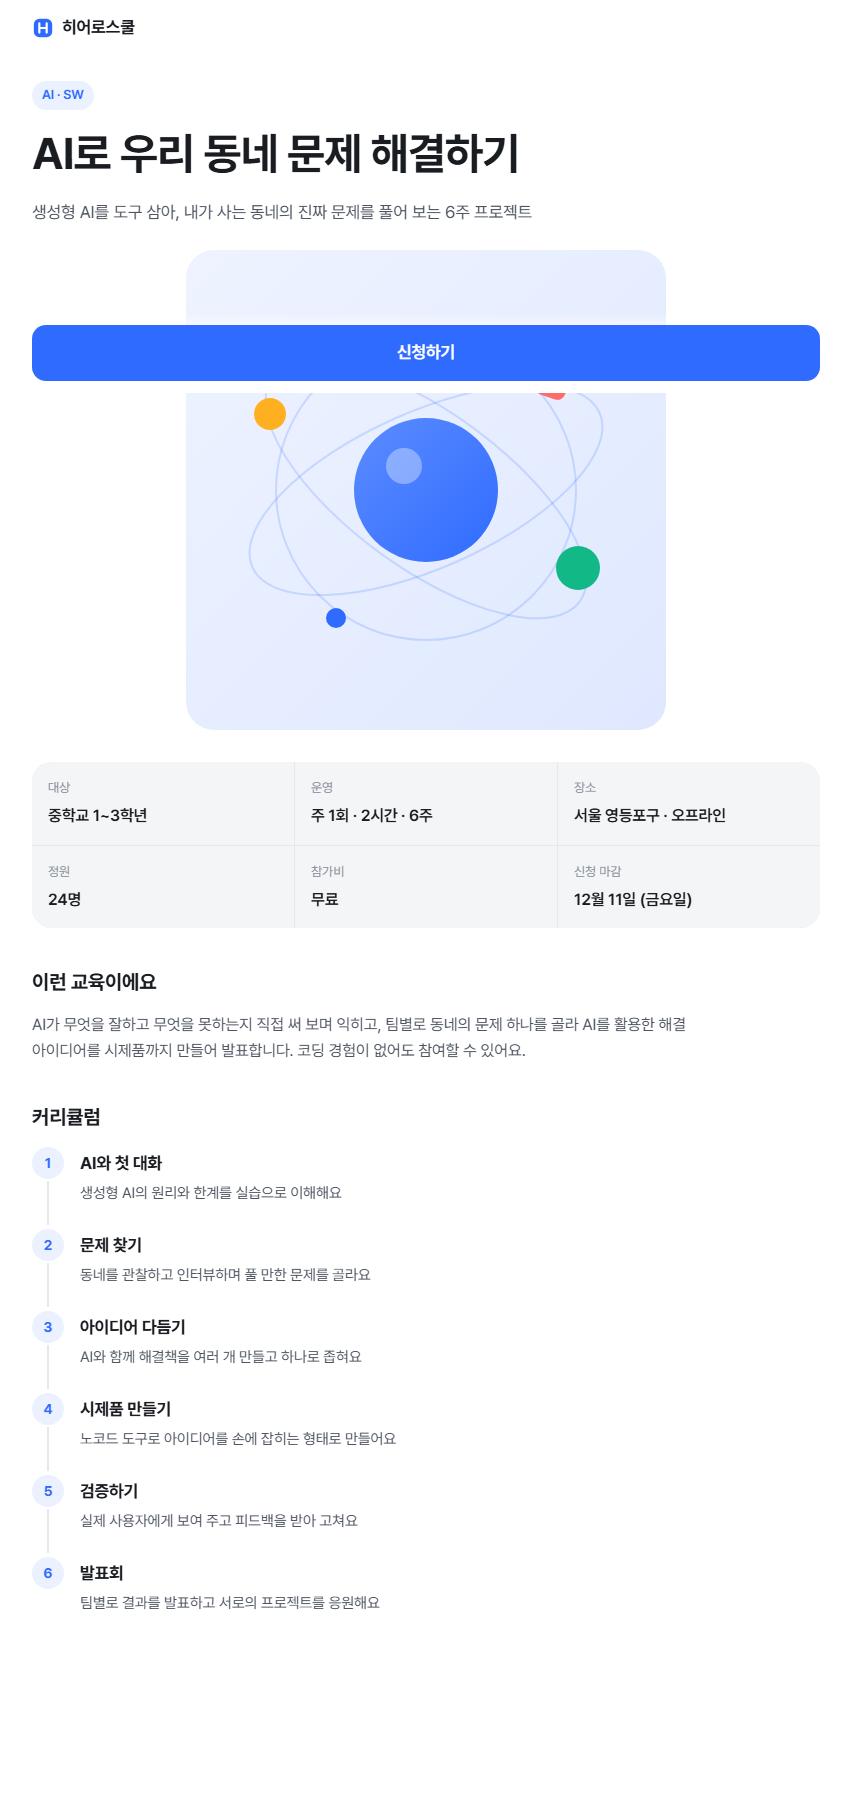 히어로스쿨
AI · SW
AI로 우리 동네 문제 해결하기
생성형 AI를 도구 삼아, 내가 사는 동네의 진짜 문제를 풀어 보는 6주 프로젝트
신청하기
대상
중학교 1~3학년
운영
주 1회 · 2시간 · 6주
장소
서울 영등포구 · 오프라인
정원
24명
참가비
무료
신청 마감
12월 11일 (금요일)
이런 교육이에요
AI가 무엇을 잘하고 무엇을 못하는지 직접 써 보며 익히고, 팀별로 동네의 문제 하나를 골라 AI를 활용한 해결
아이디어를 시제품까지 만들어 발표합니다. 코딩 경험이 없어도 참여할 수 있어요.
커리큘럼
1
AI와 첫 대화
생성형 AI의 원리와 한계를 실습으로 이해해요
2
문제 찾기
동네를 관찰하고 인터뷰하며 풀 만한 문제를 골라요
3
아이디어 다듬기
AI와 함께 해결책을 여러 개 만들고 하나로 좁혀요
4
시제품 만들기
노코드 도구로 아이디어를 손에 잡히는 형태로 만들어요
5
검증하기
실제 사용자에게 보여 주고 피드백을 받아 고쳐요
6
발표회
팀별로 결과를 발표하고 서로의 프로젝트를 응원해요